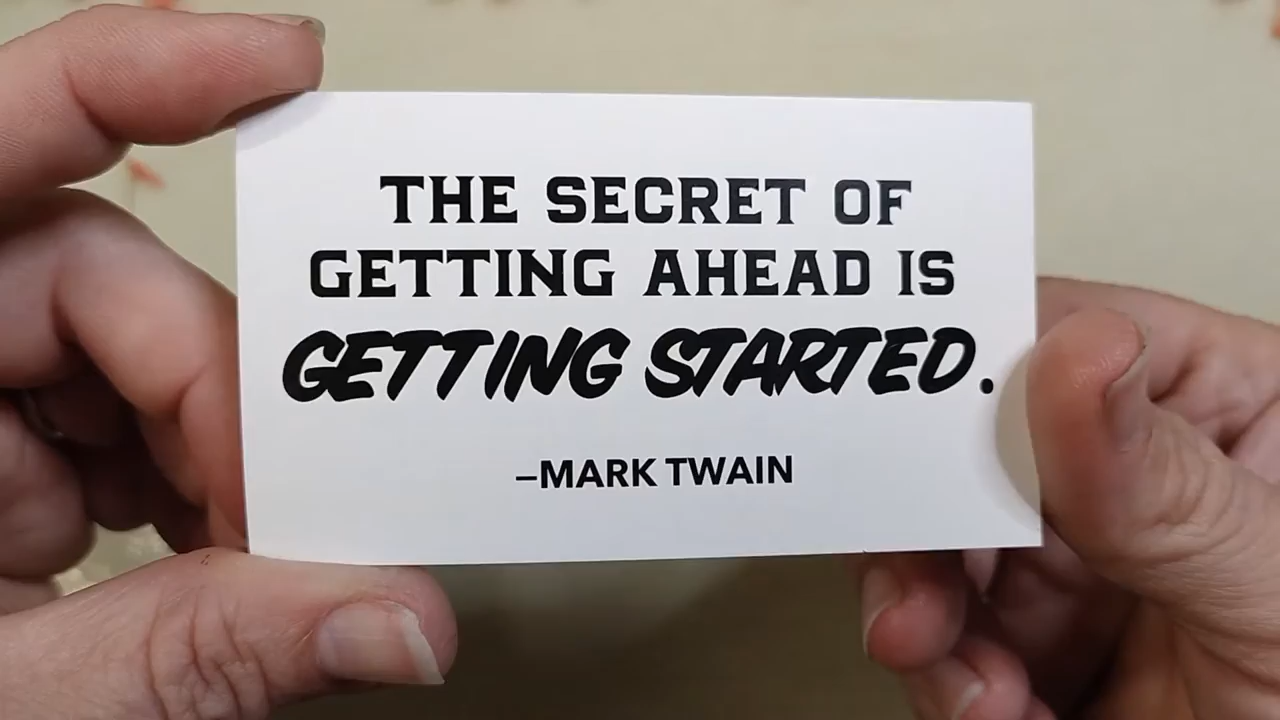 THE SECRET OF
GETTING AHEAD IS
GETTING STARTED.
–MARK TWAIN